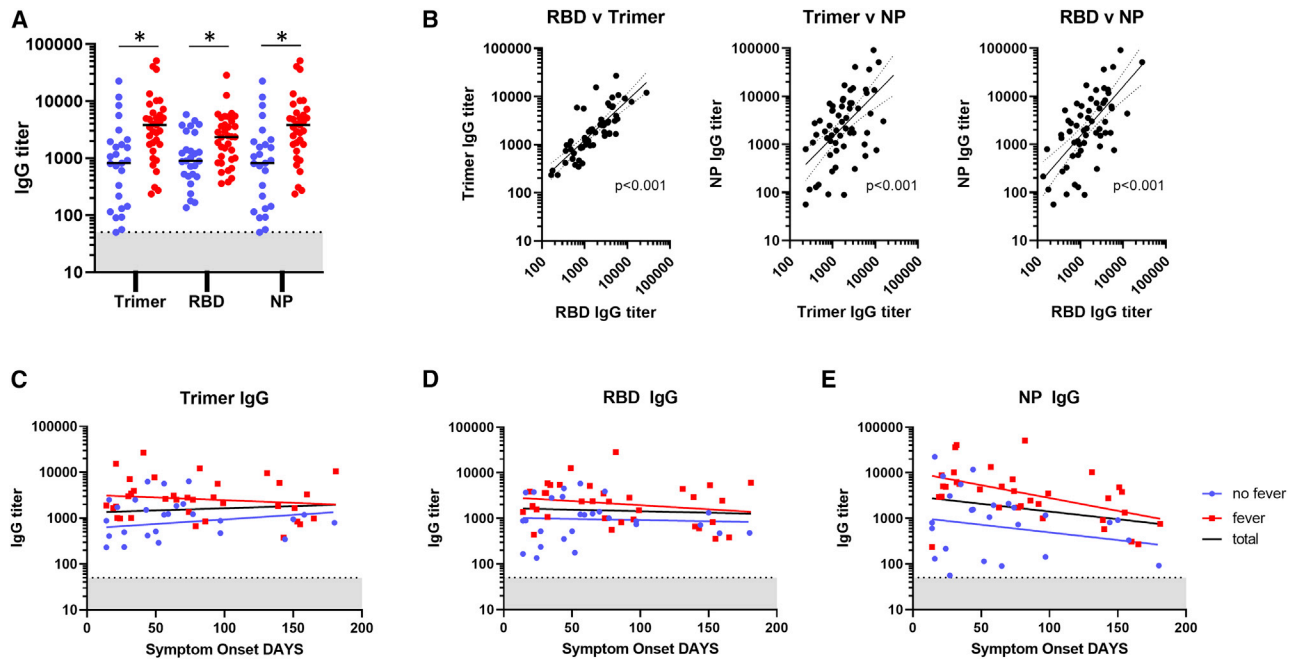 A
* * *
100000
10000
1000
100
10
IgG titer
Trimer RBD NP
B
RBD v Trimer
100000
10000
1000
100
10
Trimer IgG titer
p<0.001
100 1000 10000 100000
RBD IgG titer
Trimer v NP
100000
10000
1000
100
10
NP IgG titer
p<0.001
100 1000 10000 100000
Trimer IgG titer
RBD v NP
100000
10000
1000
100
10
NP IgG titer
p<0.001
100 1000 10000 100000
RBD IgG titer
C
Trimer IgG
100000
10000
1000
100
10
IgG titer
0 50 100 150 200
Symptom Onset DAYS
D
RBD IgG
100000
10000
1000
100
10
IgG titer
0 50 100 150 200
Symptom Onset DAYS
E
NP IgG
100000
10000
1000
100
10
IgG titer
0 50 100 150 200
Symptom Onset DAYS
no fever
fever
total